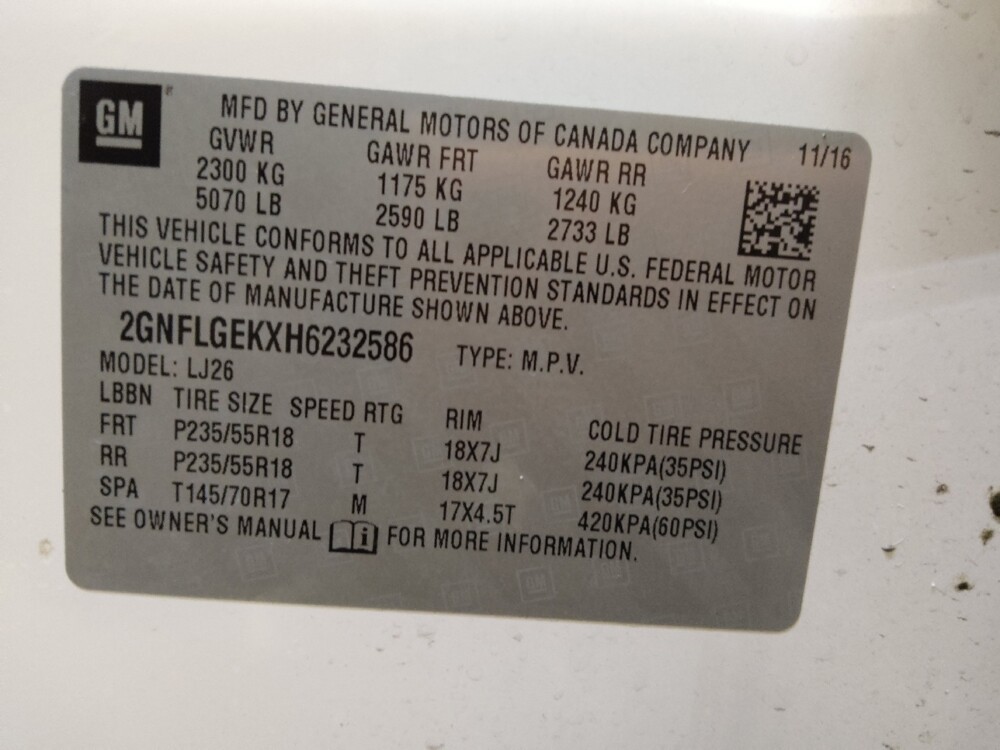 GM
MFD BY GENERAL MOTORS OF CANADA COMPANY 11/16
GVWR GAWR FRT GAWR RR
2300 KG 1175 KG 1240 KG
5070 LB 2590 LB 2733 LB
THIS VEHICLE CONFORMS TO ALL APPLICABLE U.S. FEDERAL MOTOR
VEHICLE SAFETY AND THEFT PREVENTION STANDARDS IN EFFECT ON
THE DATE OF MANUFACTURE SHOWN ABOVE.
2GNFLGEKXH6232586 TYPE: M.P.V.
MODEL: LJ26
LBBN TIRE SIZE SPEED RTG RIM COLD TIRE PRESSURE
FRT P235/55R18 T 18X7J 240KPA(35PSI)
RR P235/55R18 T 18X7J 240KPA(35PSI)
SPA T145/70R17 M 17X4.5T 420KPA(60PSI)
SEE OWNER'S MANUAL i FOR MORE INFORMATION.